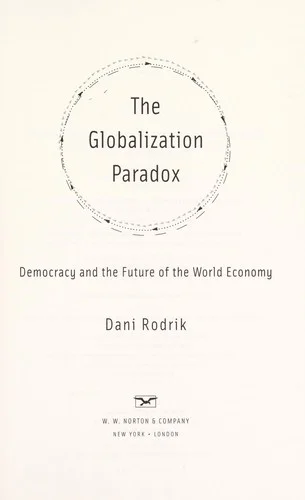 The
Globalization
Paradox
Democracy and the Future of the World Economy
Dani Rodrik
W. W. NORTON & COMPANY
NEW YORK • LONDON